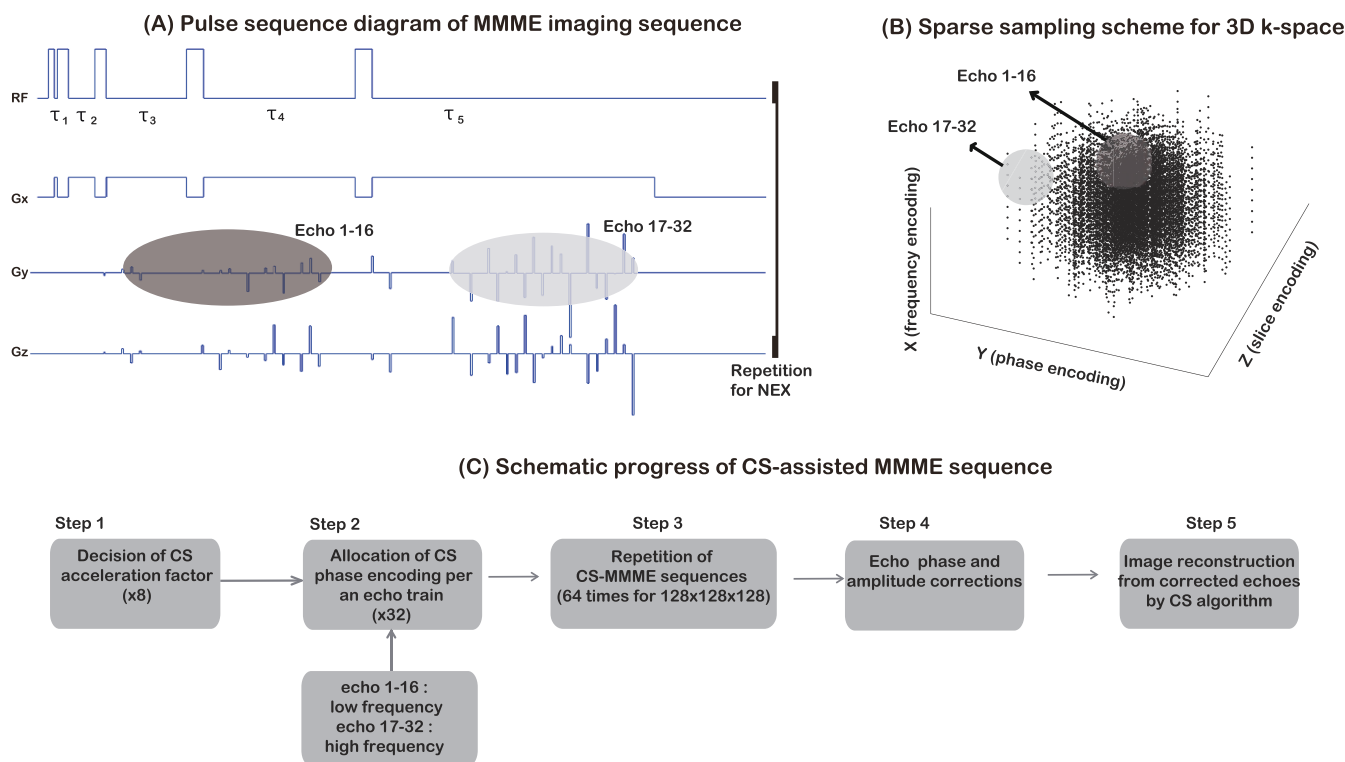 (A) Pulse sequence diagram of MMME imaging sequence
RF
τ1 τ2 τ3 τ4 τ5
Gx
Echo 1-16
Echo 17-32
Gy
Gz
Repetition
for NEX
(B) Sparse sampling scheme for 3D k-space
Echo 1-16
Echo 17-32
X (frequency encoding)
Y (phase encoding)
Z (slice encoding)
(C) Schematic progress of CS-assisted MMME sequence
Step 1
Decision of CS
acceleration factor
(x8)
Step 2
Allocation of CS
phase encoding per
an echo train
(x32)
echo 1-16 :
low frequency
echo 17-32 :
high frequency
Step 3
Repetition of
CS-MMME sequences
(64 times for 128x128x128)
Step 4
Echo phase and
amplitude corrections
Step 5
Image reconstruction
from corrected echoes
by CS algorithm